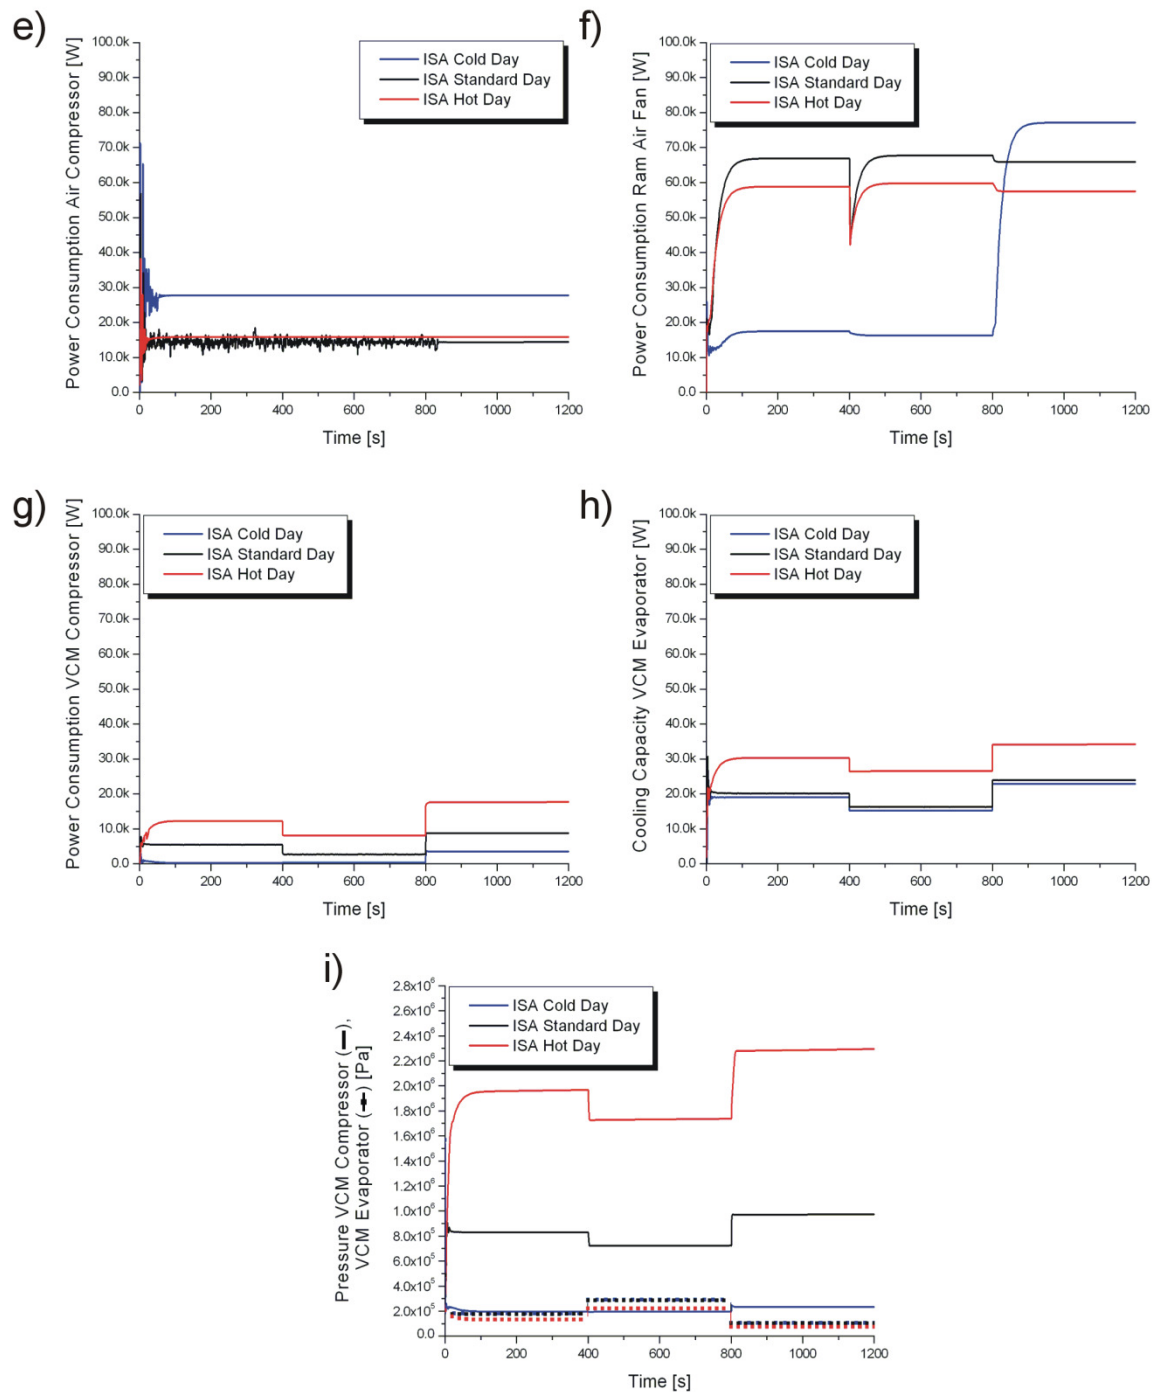 e)
Power Consumption Air Compressor [W]
100.0k
90.0k
80.0k
70.0k
60.0k
50.0k
40.0k
30.0k
20.0k
10.0k
0.0
ISA Cold Day
ISA Standard Day
ISA Hot Day
0 200 400 600 800 1000 1200
Time [s]
f)
Power Consumption Ram Air Fan [W]
100.0k
90.0k
80.0k
70.0k
60.0k
50.0k
40.0k
30.0k
20.0k
10.0k
0.0
ISA Cold Day
ISA Standard Day
ISA Hot Day
0 200 400 600 800 1000 1200
Time [s]
g)
Power Consumption VCM Compressor [W]
100.0k
90.0k
80.0k
70.0k
60.0k
50.0k
40.0k
30.0k
20.0k
10.0k
0.0
ISA Cold Day
ISA Standard Day
ISA Hot Day
0 200 400 600 800 1000 1200
Time [s]
h)
Cooling Capacity VCM Evaporator [W]
100.0k
90.0k
80.0k
70.0k
60.0k
50.0k
40.0k
30.0k
20.0k
10.0k
0.0
ISA Cold Day
ISA Standard Day
ISA Hot Day
0 200 400 600 800 1000 1200
Time [s]
i)
Pressure VCM Compressor (━),
VCM Evaporator (-■-) [Pa]
2.8x10⁶
2.6x10⁶
2.4x10⁶
2.2x10⁶
2.0x10⁶
1.8x10⁶
1.6x10⁶
1.4x10⁶
1.2x10⁶
1.0x10⁶
8.0x10⁵
6.0x10⁵
4.0x10⁵
2.0x10⁵
0.0
ISA Cold Day
ISA Standard Day
ISA Hot Day
0 200 400 600 800 1000 1200
Time [s]